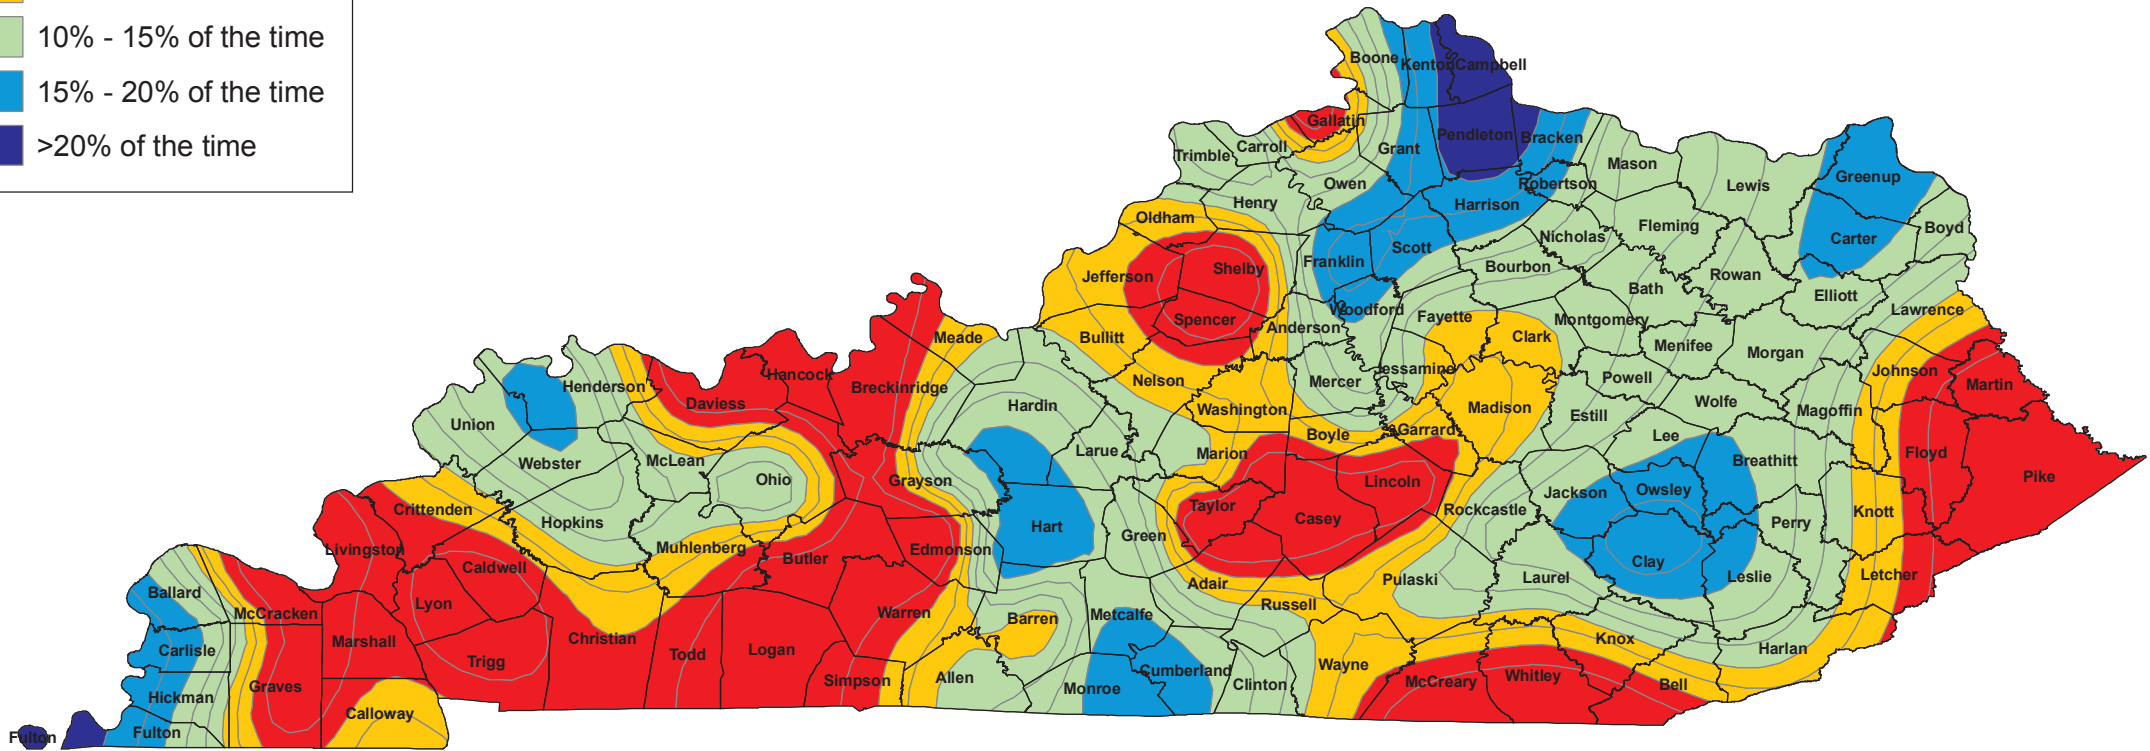 10% - 15% of the time
15% - 20% of the time
>20% of the time
Boone
Kenton
Campbell
Gallatin
Pendleton
Bracken
Grant
Carroll
Trimble
Owen
Mason
Robertson
Lewis
Greenup
Henry
Harrison
Oldham
Fleming
Nicholas
Boyd
Carter
Scott
Franklin
Shelby
Bourbon
Jefferson
Rowan
Bath
Elliott
Woodford
Lawrence
Fayette
Spencer
Montgomery
Anderson
Clark
Bullitt
Meade
Menifee
Morgan
Jessamine
Johnson
Hancock
Nelson
Mercer
Powell
Martin
Henderson
Breckinridge
Wolfe
Daviess
Hardin
Washington
Madison
Magoffin
Estill
Union
Garrard
Boyle
Lee
Larue
Marion
Floyd
McLean
Breathitt
Webster
Pike
Ohio
Grayson
Lincoln
Owsley
Jackson
Taylor
Crittenden
Rockcastle
Knott
Casey
Hopkins
Perry
Hart
Green
Livingston
Muhlenberg
Edmonson
Butler
Clay
Caldwell
Letcher
Leslie
Laurel
Pulaski
Adair
Ballard
Lyon
Russell
McCracken
Warren
Metcalfe
Barren
Christian
Knox
Marshall
Carlisle
Logan
Harlan
Todd
Trigg
Wayne
Cumberland
Allen
Whitley
Simpson
McCreary
Clinton
Bell
Graves
Monroe
Hickman
Calloway
Fulton
Fulton